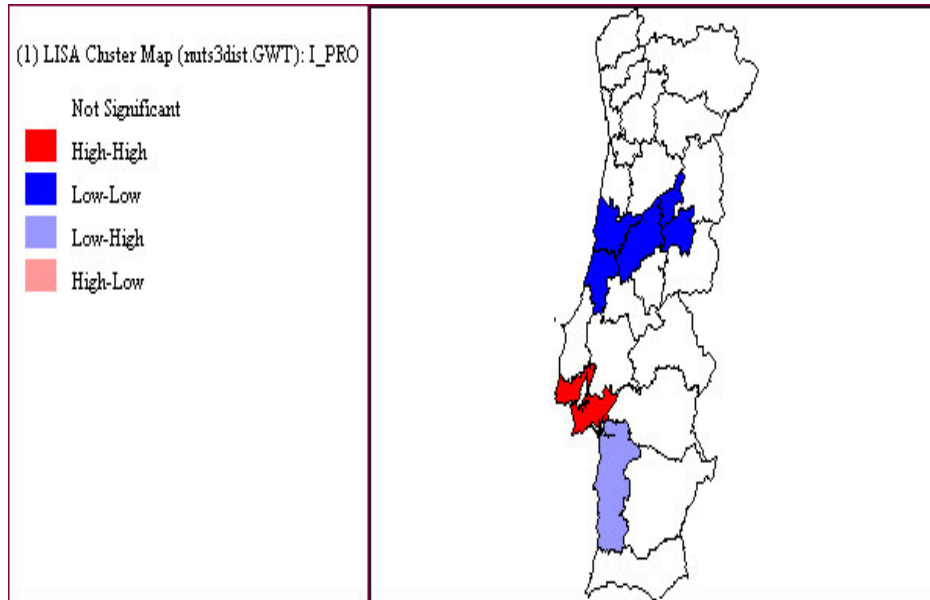 (1) LISA Cluster Map (nuts3dist.GWT): I_PRO
Not Significant
High-High
Low-Low
Low-High
High-Low